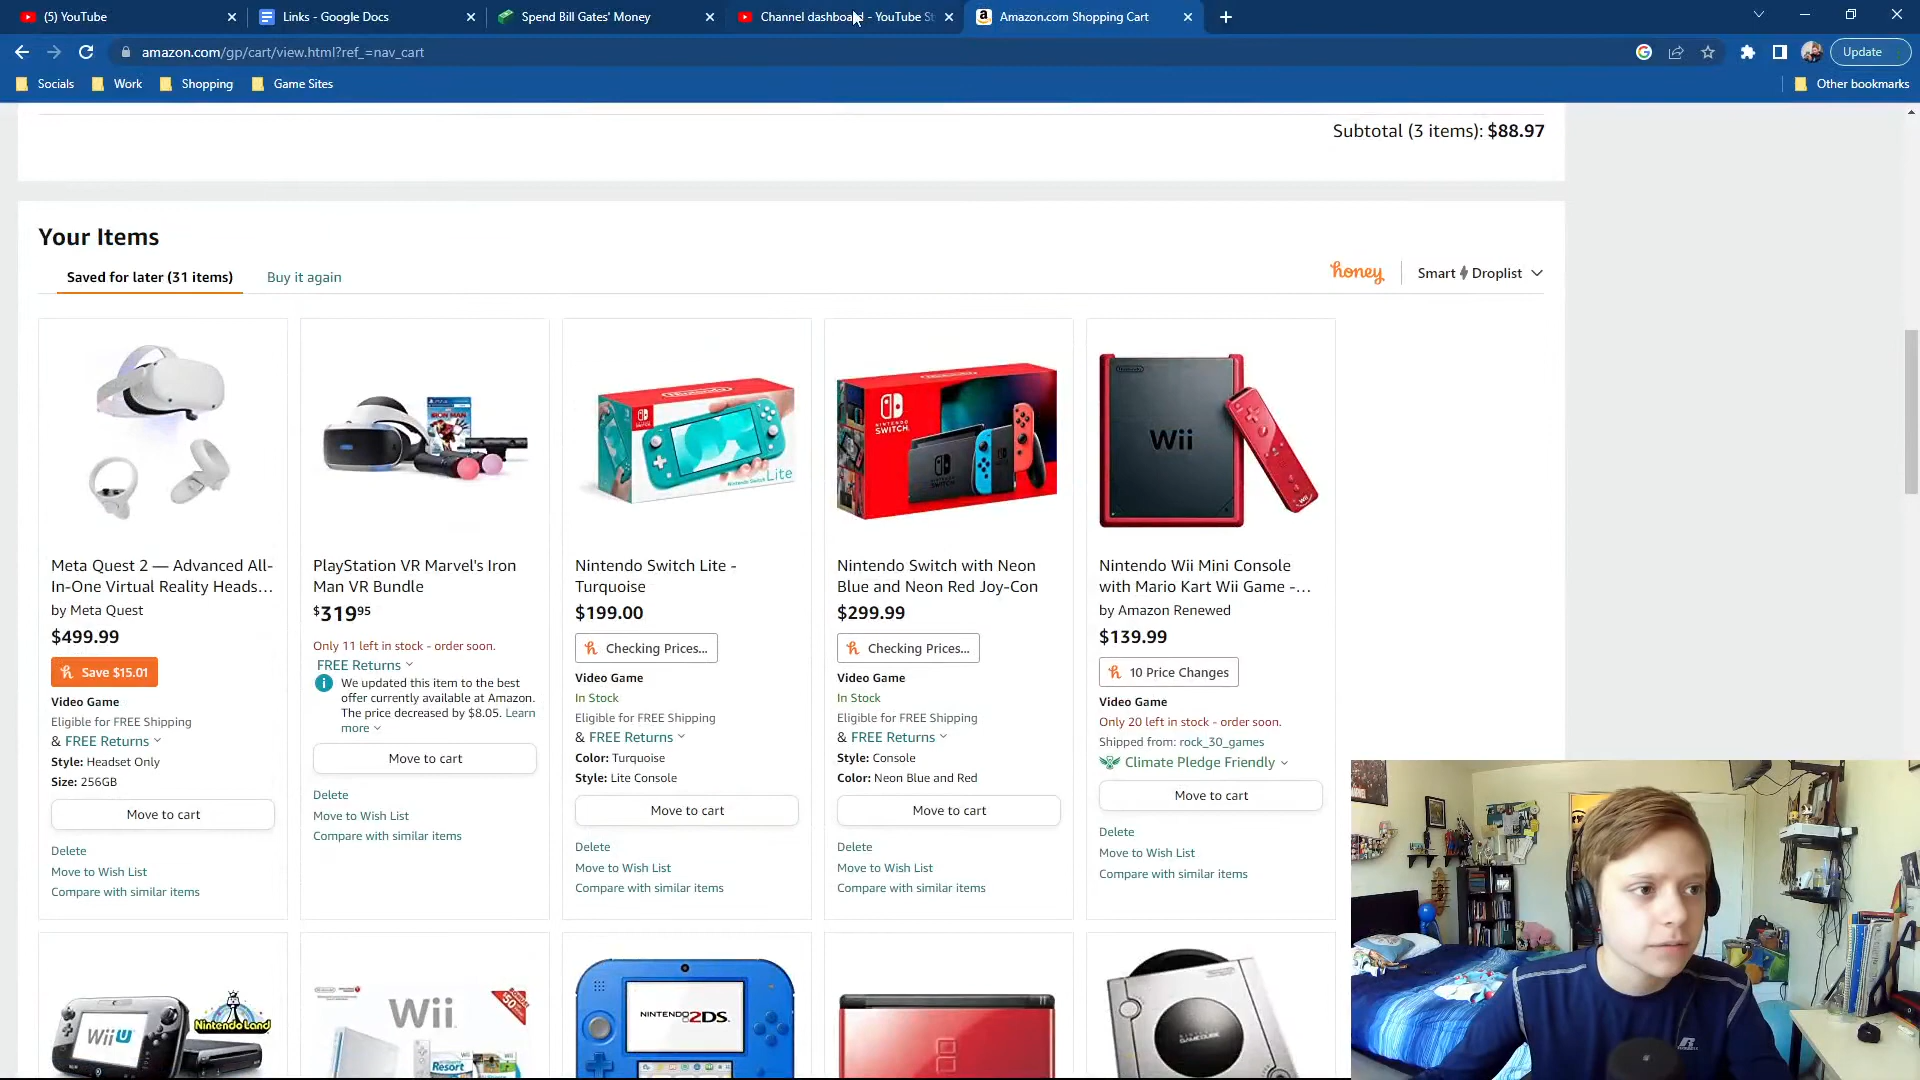 (5) YouTube
Links - Google Docs
Spend Bill Gates' Money
Channel dashboard - YouTube St
Amazon.com Shopping Cart
amazon.com/gp/cart/view.html?ref_=nav_cart
Update
Socials
Work
Shopping
Game Sites
Other bookmarks
Subtotal (3 items): $88.97
Your Items
Saved for later (31 items)
Buy it again
honey
Smart Droplist
Wii
Nintendo
SWITCH
IRON MAN
Nintendo Switch Lite
Meta Quest 2 — Advanced All-
In-One Virtual Reality Heads...
by Meta Quest
$499.99
Save $15.01
Video Game
Eligible for FREE Shipping
& FREE Returns
Style: Headset Only
Size: 256GB
Move to cart
Delete
Move to Wish List
Compare with similar items
PlayStation VR Marvel's Iron
Man VR Bundle
$319 95
Only 11 left in stock - order soon.
FREE Returns
We updated this item to the best
offer currently available at Amazon.
The price decreased by $8.05. Learn
more
Move to cart
Delete
Move to Wish List
Compare with similar items
Nintendo Switch Lite -
Turquoise
$199.00
Checking Prices...
Video Game
In Stock
Eligible for FREE Shipping
& FREE Returns
Color: Turquoise
Style: Lite Console
Move to cart
Delete
Move to Wish List
Compare with similar items
Nintendo Switch with Neon
Blue and Neon Red Joy-Con
$299.99
Checking Prices...
Video Game
In Stock
Eligible for FREE Shipping
& FREE Returns
Style: Console
Color: Neon Blue and Red
Move to cart
Delete
Move to Wish List
Compare with similar items
Nintendo Wii Mini Console
with Mario Kart Wii Game -...
by Amazon Renewed
$139.99
10 Price Changes
Video Game
Only 20 left in stock - order soon.
Shipped from: rock_30_games
Climate Pledge Friendly
Move to cart
Delete
Move to Wish List
Compare with similar items
Wii U
Nintendo Land
Wii
Resort
NINTENDO 2DS
GAMECUBE